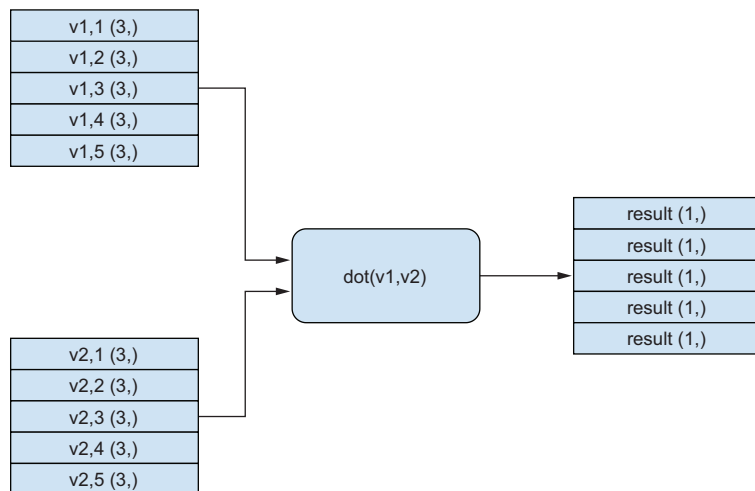 v1,1 (3,)
v1,2 (3,)
v1,3 (3,)
v1,4 (3,)
v1,5 (3,)
dot(v1,v2)
result (1,)
result (1,)
result (1,)
result (1,)
result (1,)
v2,1 (3,)
v2,2 (3,)
v2,3 (3,)
v2,4 (3,)
v2,5 (3,)